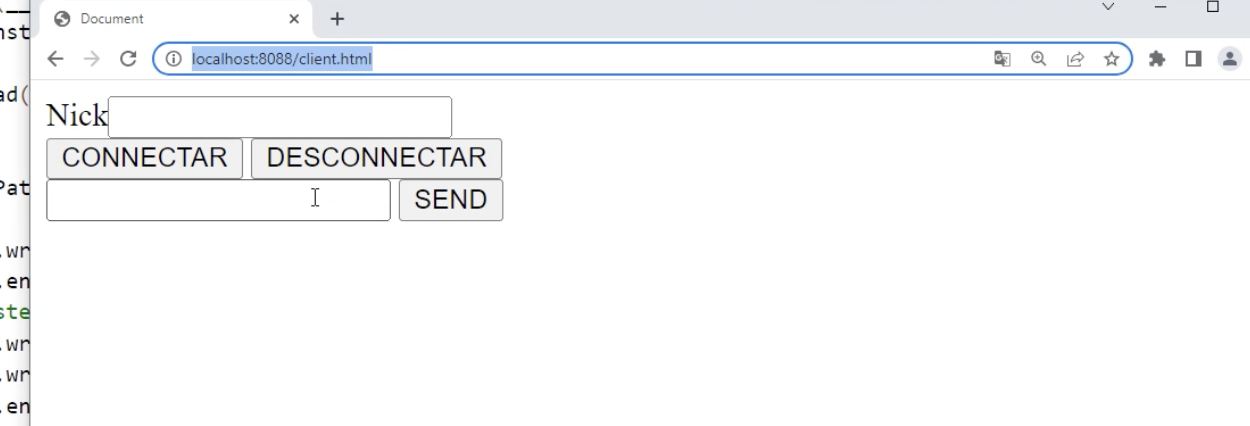 Document
localhost:8088/client.html
Nick
CONNECTAR DESCONNECTAR
SEND
nst
ad(
Pat
.wr
.en
ste
.wr
.wr
.en